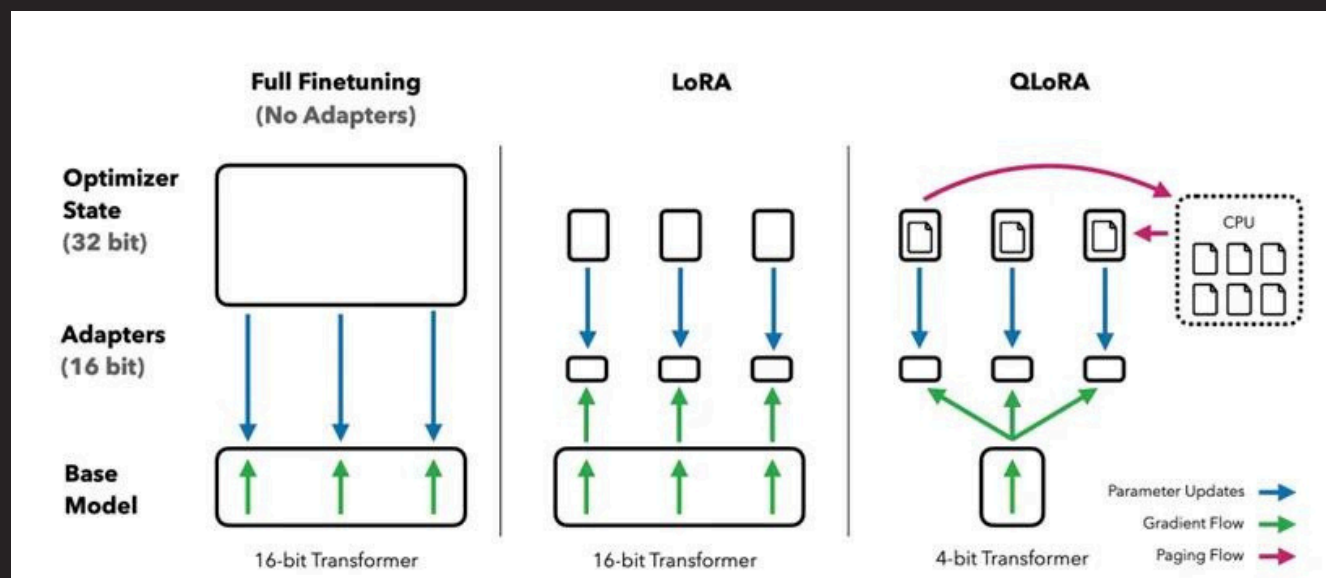 Full Finetuning
(No Adapters)
LoRA
QLoRA
Optimizer
State
(32 bit)
CPU
Adapters
(16 bit)
Base
Model
16-bit Transformer
16-bit Transformer
4-bit Transformer
Parameter Updates
Gradient Flow
Paging Flow